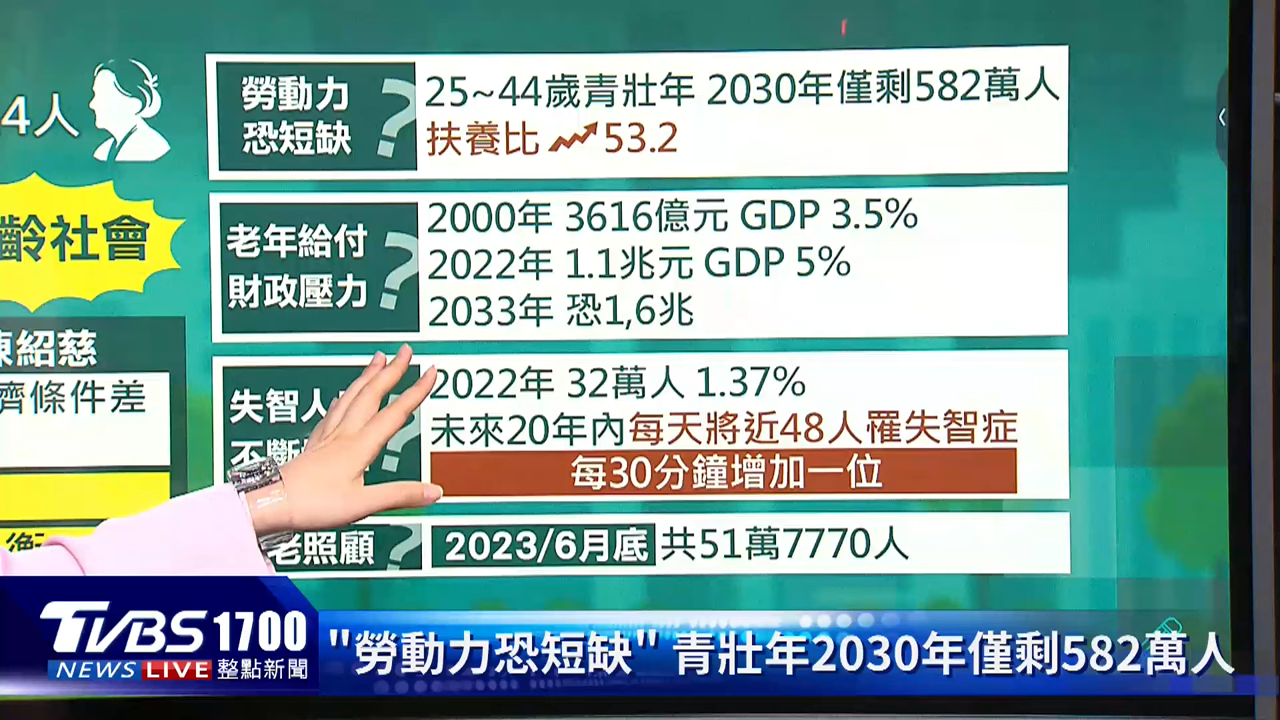 4人
齡社會
紹慈
濟條件差
勞動力
恐短缺
?
25~44歲青壯年 2030年僅剩582萬人
扶養比 53.2
老年給付
財政壓力
?
2000年 3616億元 GDP 3.5%
2022年 1.1兆元 GDP 5%
2033年 恐1,6兆
失智人
不斷
2022年 32萬人 1.37%
未來20年內每天將近48人罹失智症
每30分鐘增加一位
老照顧
?
2023/6月底 共51萬7770人
TVBS 1700
NEWS LIVE 整點新聞
"勞動力恐短缺" 青壯年2030年僅剩582萬人